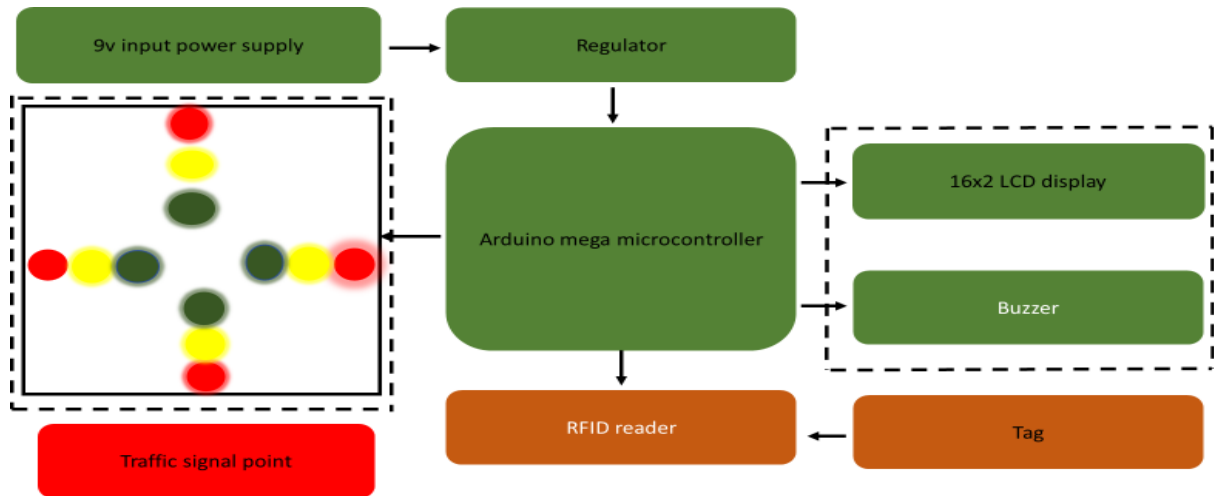 9v input power supply
Regulator
Arduino mega microcontroller
16x2 LCD display
Buzzer
RFID reader
Tag
Traffic signal point